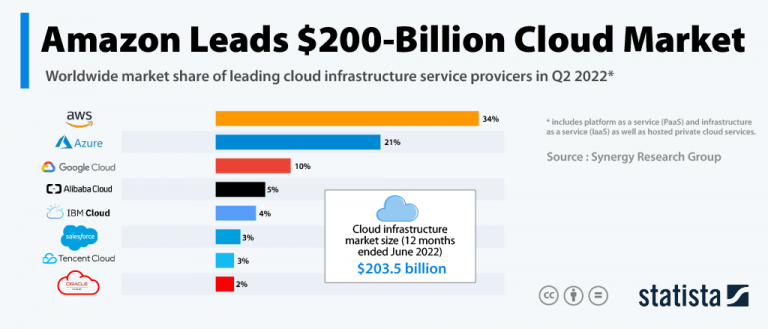 Amazon Leads $200-Billion Cloud Market
Worldwide market share of leading cloud infrastructure service provicers in Q2 2022*
aws
34%
Azure
21%
Google Cloud
10%
Alibaba Cloud
5%
IBM Cloud
4%
salesforce
3%
Tencent Cloud
3%
ORACLE
2%
Cloud infrastructure
market size (12 months
ended June 2022)
$203.5 billion
* includes platform as a service (PaaS) and infrastructure
as a service (IaaS) as well as hosted private cloud services.
Source : Synergy Research Group
cc
statista